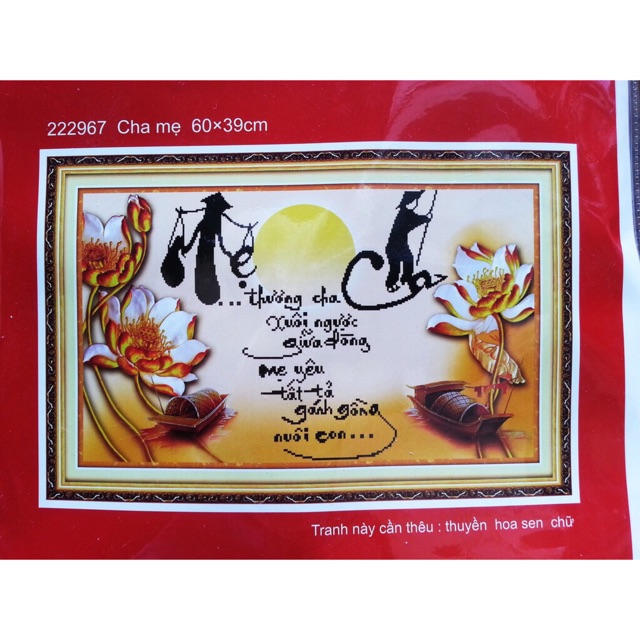 222967 Cha mẹ 60×39cm
Mẹ Cha
... thương cha
xuôi ngược
giữa dòng
mẹ yêu
tất tả
gánh gồng
nuôi con...
Tranh này cần thêu : thuyền hoa sen chữ